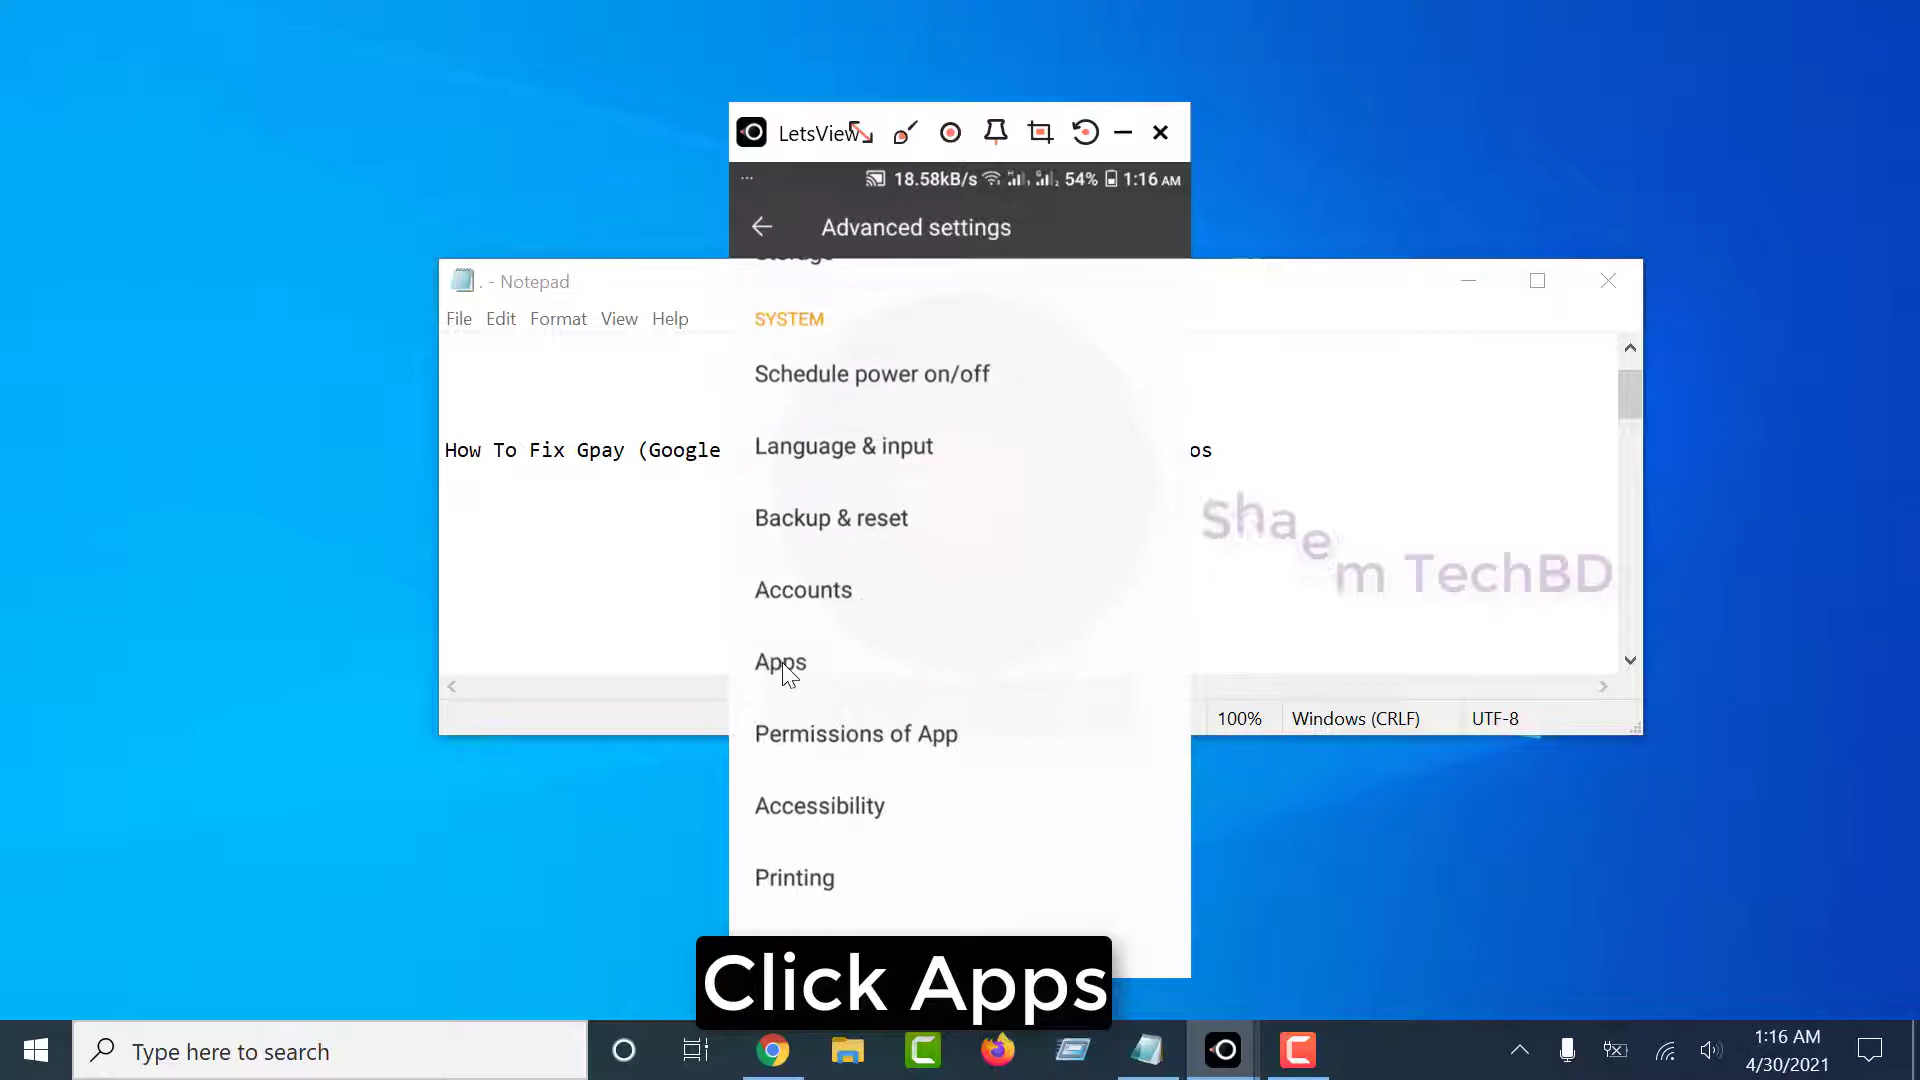 LetsView
... 18.58kB/s 54% 1:16 AM
Advanced settings
Storage
. - Notepad
File Edit Format View Help
SYSTEM
Schedule power on/off
Language & input
How To Fix Gpay (Google
os
Backup & reset
Shaem TechBD
Accounts
Apps
100% Windows (CRLF) UTF-8
Permissions of App
Accessibility
Printing
Click Apps
Type here to search
1:16 AM
4/30/2021